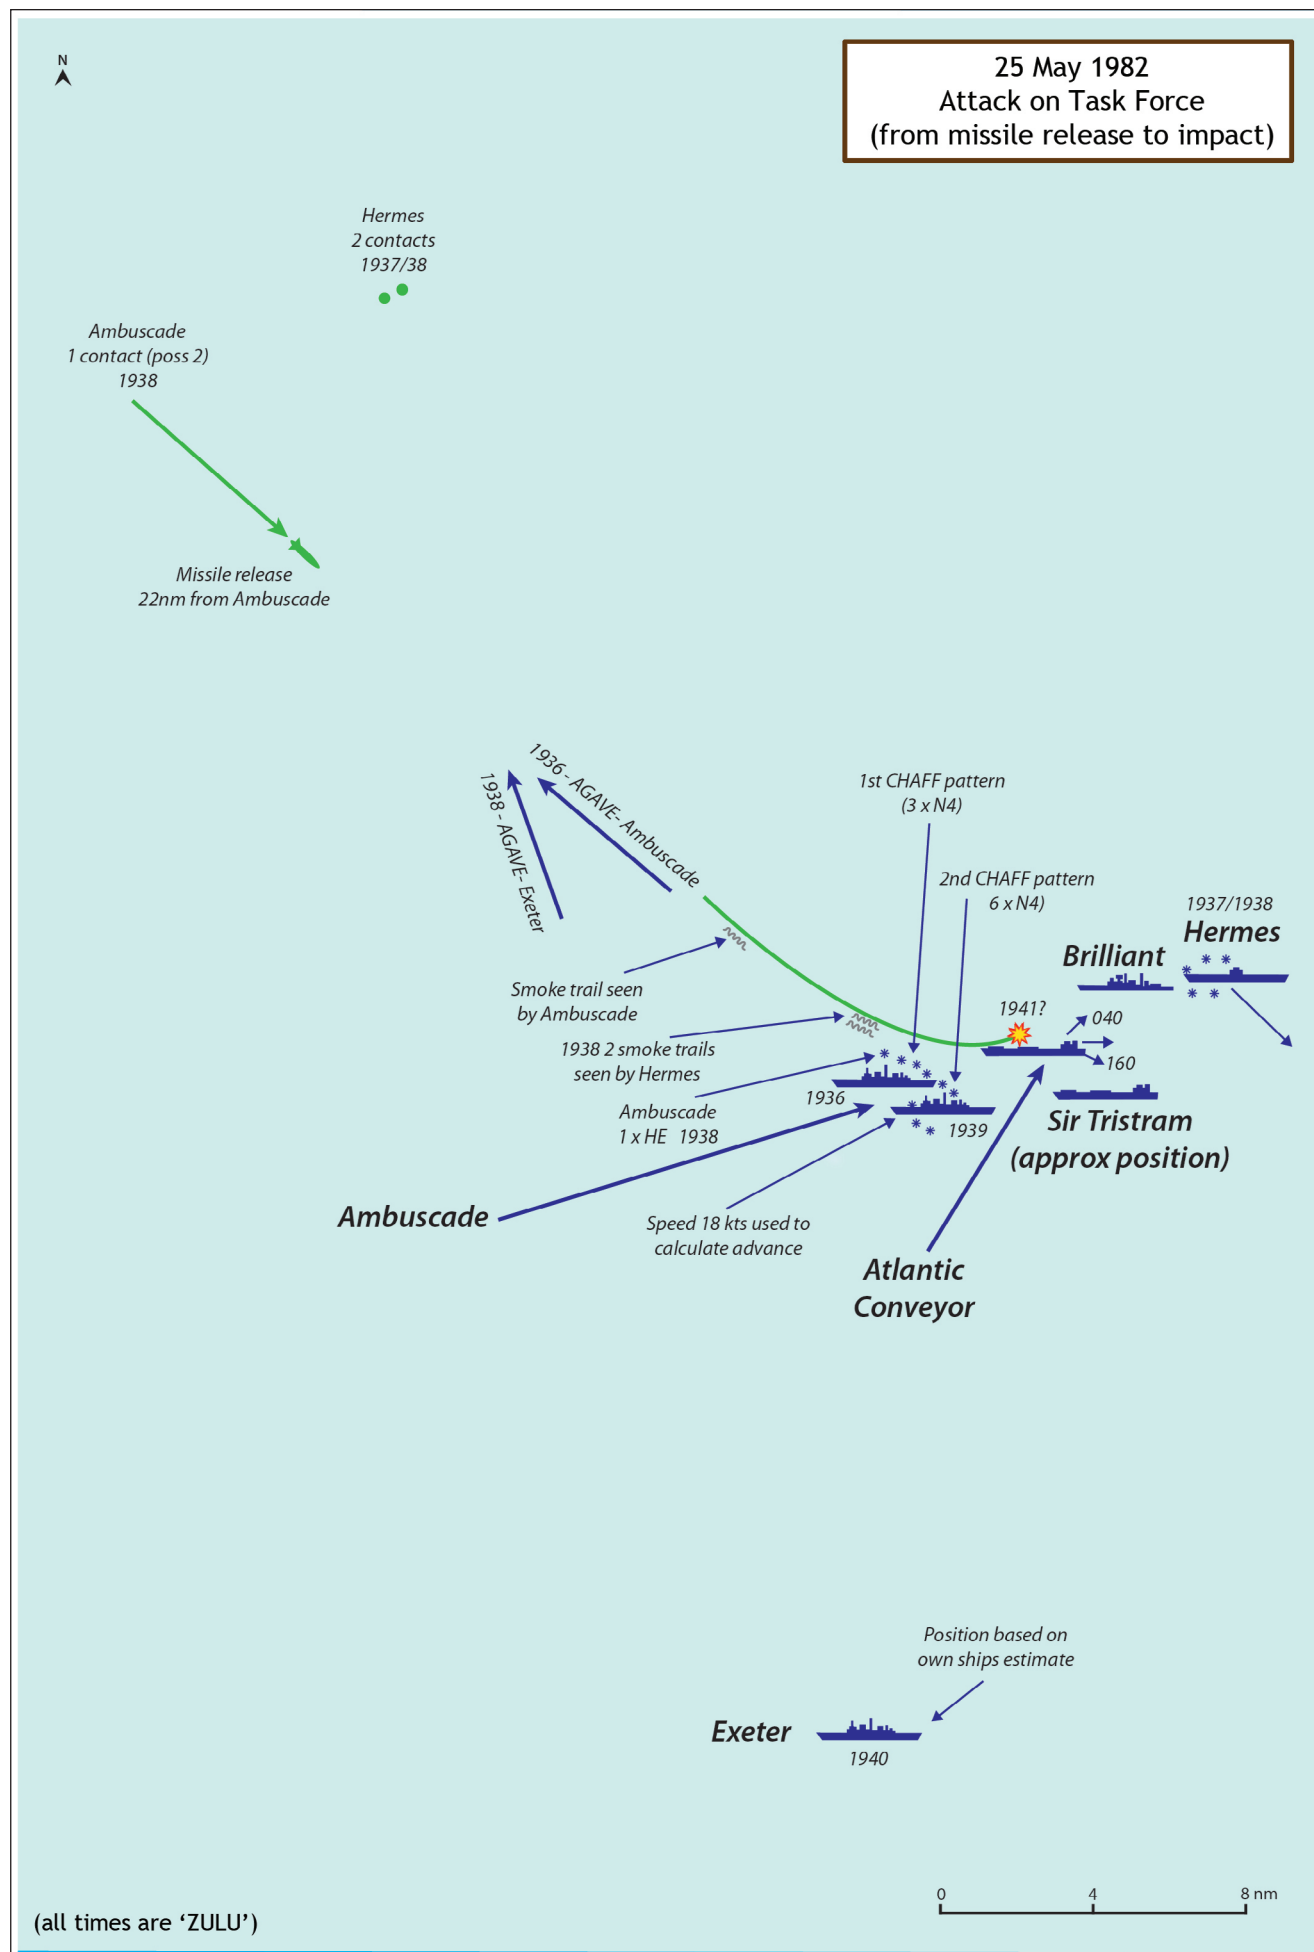 N
25 May 1982
Attack on Task Force
(from missile release to impact)
Hermes
2 contacts
1937/38
Ambuscade
1 contact (poss 2)
1938
Missile release
22nm from Ambuscade
1936 - AGAVE- Ambuscade
1938 - AGAVE- Exeter
1st CHAFF pattern
(3 x N4)
2nd CHAFF pattern
6 x N4)
1937/1938
Hermes
Brilliant
Smoke trail seen
by Ambuscade
1941?
040
1938 2 smoke trails
seen by Hermes
160
1936
Ambuscade
1 x HE 1938
1939
Sir Tristram
(approx position)
Ambuscade
Speed 18 kts used to
calculate advance
Atlantic
Conveyor
Position based on
own ships estimate
Exeter
1940
0 4 8 nm
(all times are ‘ZULU’)